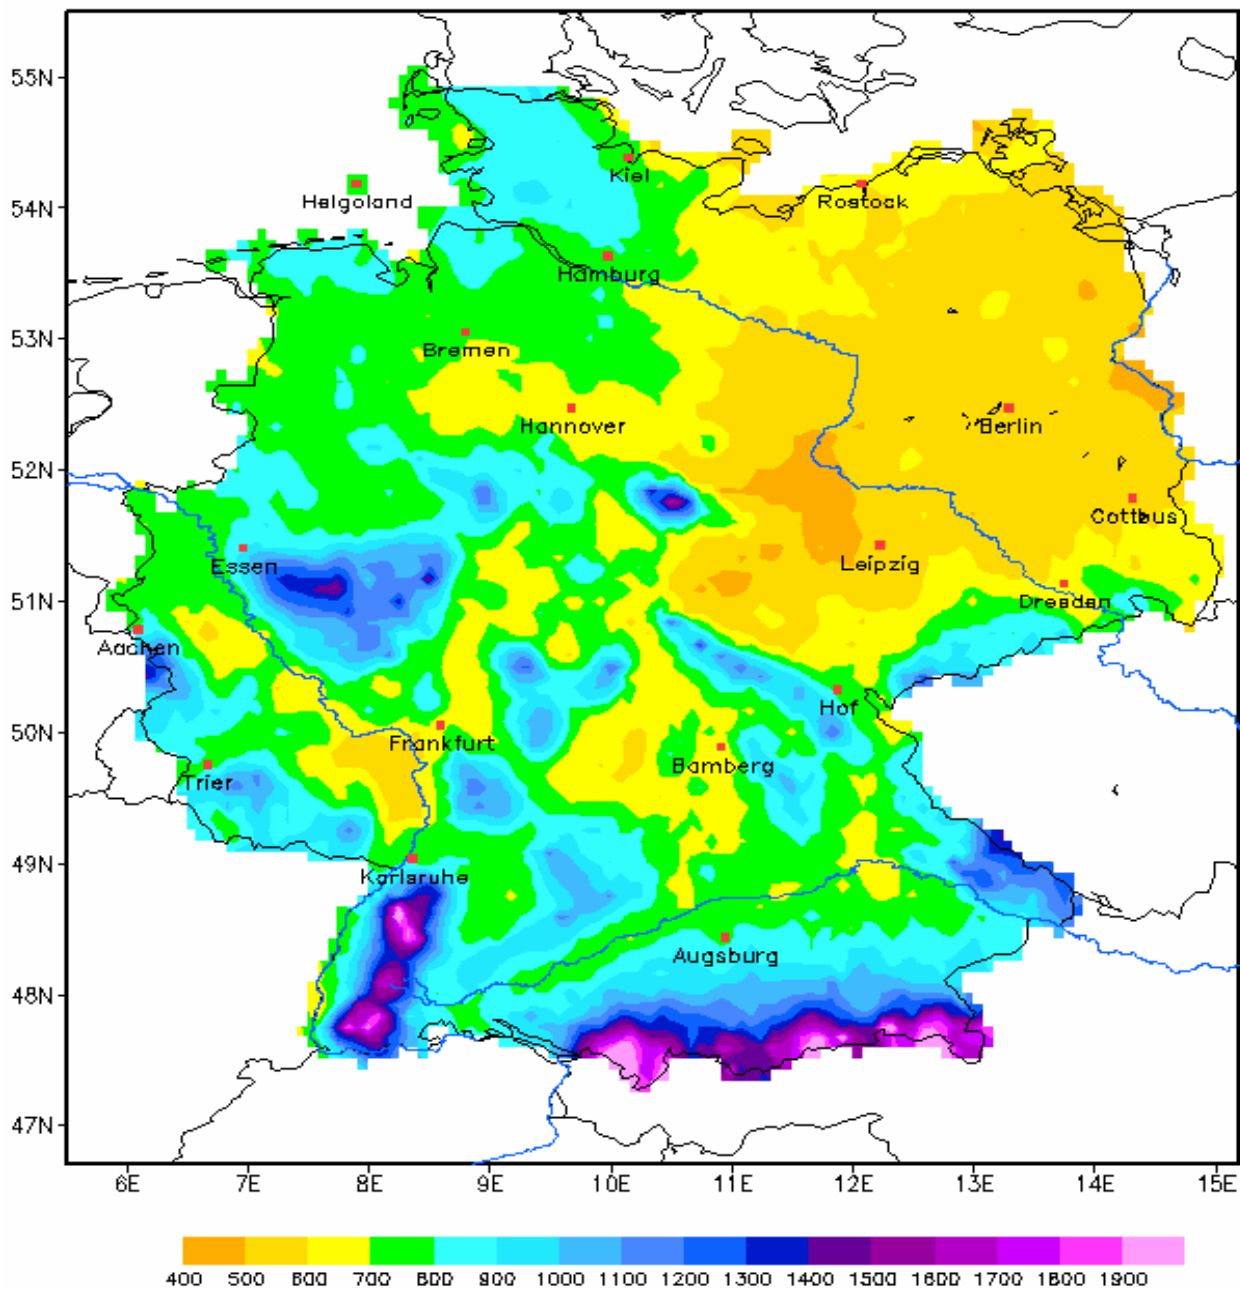 55N
Kiel
Helgoland
54N
Rostock
Hamburg
53N
Bremen
Hannover
Berlin
52N
Cottbus
Essen
Leipzig
51N
Dresden
Aachen
Hof
50N
Frankfurt
Bamberg
Trier
49N
Karlsruhe
Augsburg
48N
47N
6E 7E 8E 9E 10E 11E 12E 13E 14E 15E
400 500 600 700 800 900 1000 1100 1200 1300 1400 1500 1600 1700 1800 1900